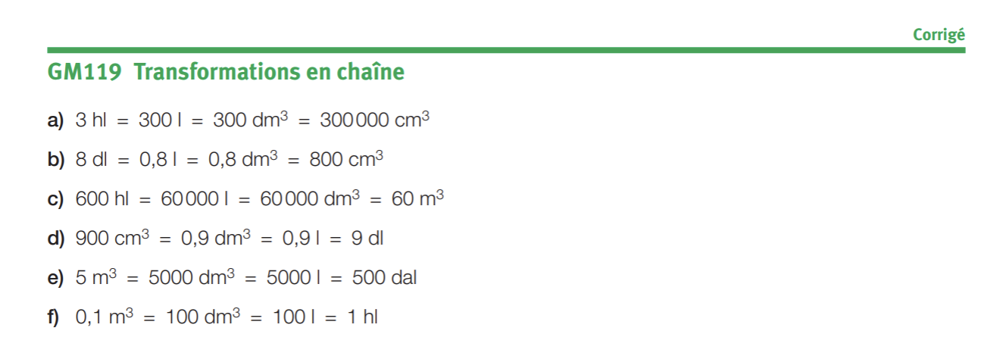 Corrigé
GM119 Transformations en chaîne
a) 3 hl = 300 l = 300 dm³ = 300 000 cm³
b) 8 dl = 0,8 l = 0,8 dm³ = 800 cm³
c) 600 hl = 60 000 l = 60 000 dm³ = 60 m³
d) 900 cm³ = 0,9 dm³ = 0,9 l = 9 dl
e) 5 m³ = 5000 dm³ = 5000 l = 500 dal
f) 0,1 m³ = 100 dm³ = 100 l = 1 hl